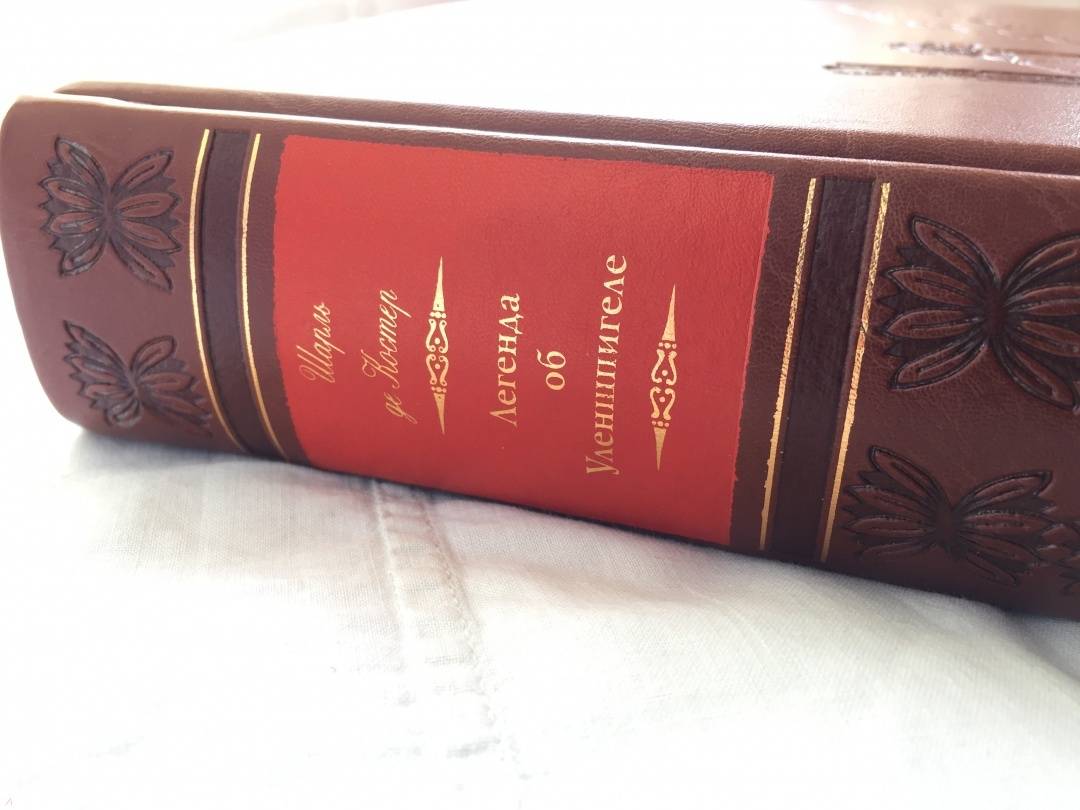 Шарль
де Костер
Легенда
об
Уленшпигеле